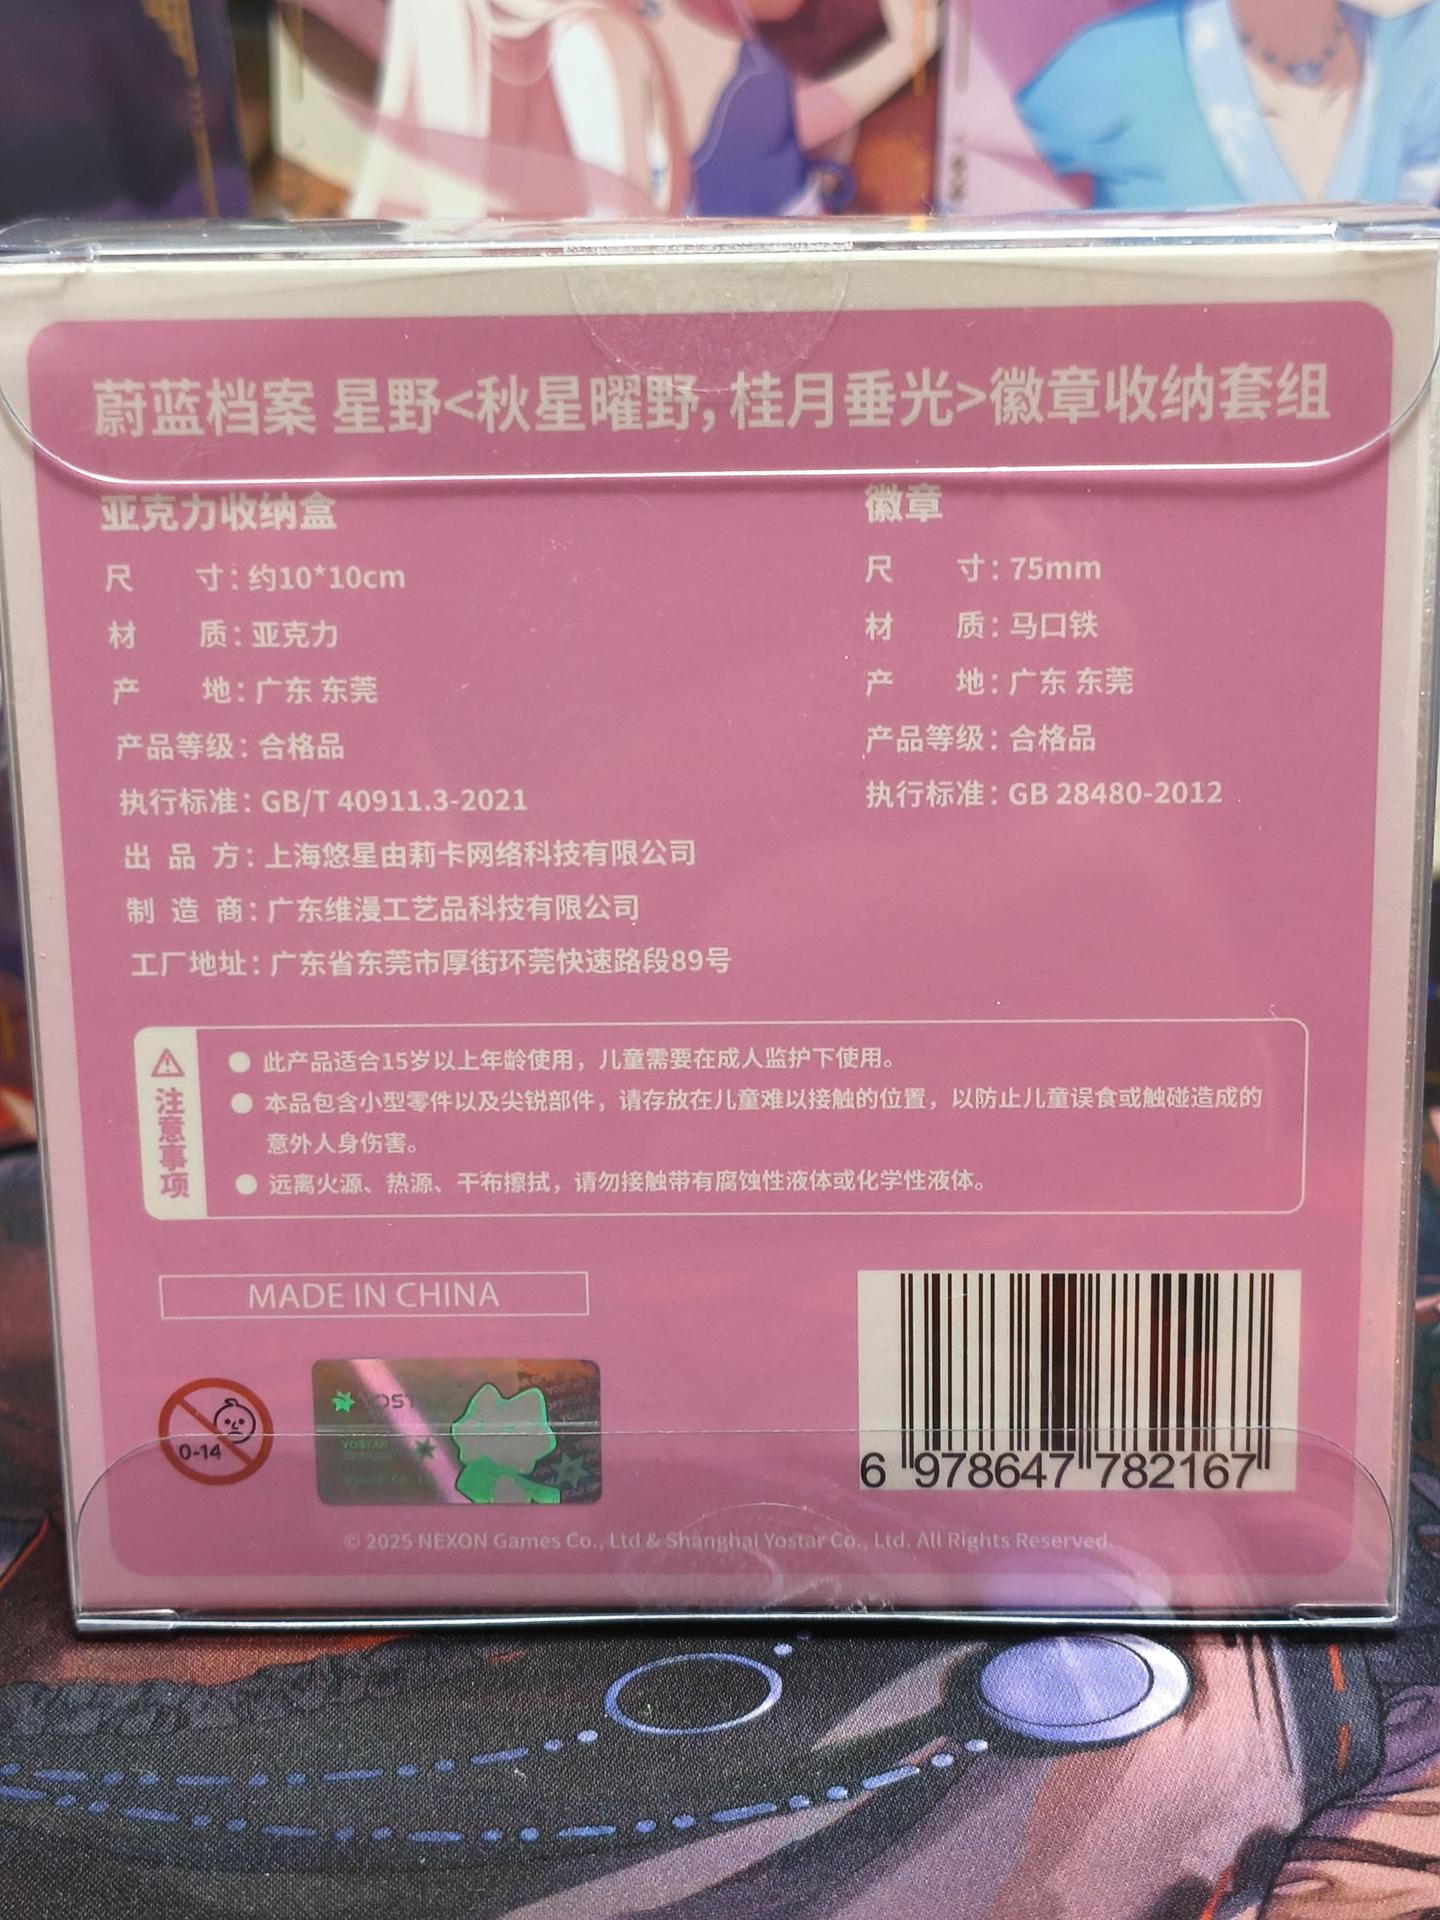 蔚蓝档案 星野<秋星曜野, 桂月垂光>徽章收纳套组
亚克力收纳盒
尺 寸：约10*10cm
材 质：亚克力
产 地：广东 东莞
产品等级：合格品
执行标准：GB/T 40911.3-2021
出 品 方：上海悠星由莉卡网络科技有限公司
制 造 商：广东维漫工艺品科技有限公司
工厂地址：广东省东莞市厚街环莞快速路段89号
徽章
尺 寸：75mm
材 质：马口铁
产 地：广东 东莞
产品等级：合格品
执行标准：GB 28480-2012
注意事项
● 此产品适合15岁以上年龄使用，儿童需要在成人监护下使用。
● 本品包含小型零件以及尖锐部件，请存放在儿童难以接触的位置，以防止儿童误食或触碰造成的
意外人身伤害。
● 远离火源、热源、干布擦拭，请勿接触带有腐蚀性液体或化学性液体。
MADE IN CHINA
0-14
YOSTAR
OFFICIAL
6 978647 782167
© 2025 NEXON Games Co., Ltd & Shanghai Yostar Co., Ltd. All Rights Reserved.